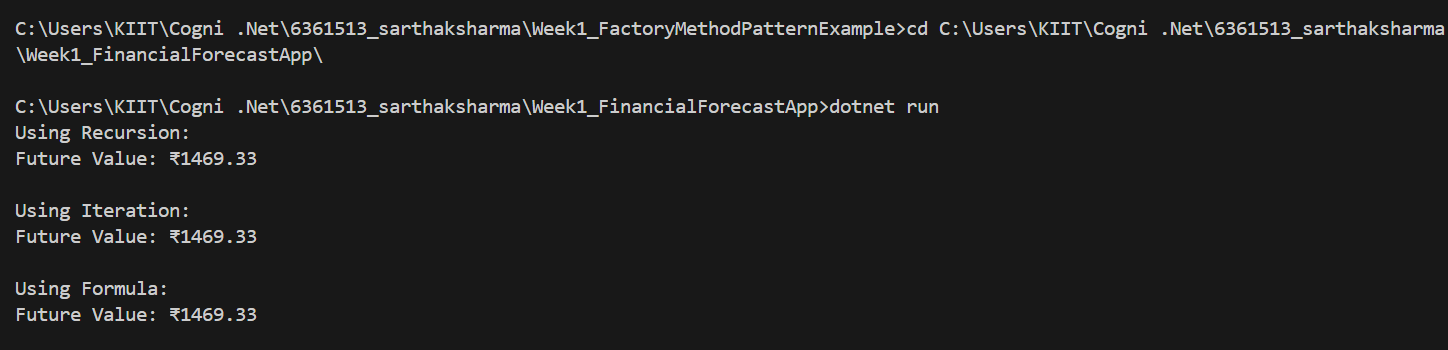 C:\Users\KIIT\Cogni .Net\6361513_sarthaksharma\Week1_FactoryMethodPatternExample>cd C:\Users\KIIT\Cogni .Net\6361513_sarthaksharma
\Week1_FinancialForecastApp\
C:\Users\KIIT\Cogni .Net\6361513_sarthaksharma\Week1_FinancialForecastApp>dotnet run
Using Recursion:
Future Value: ₹1469.33
Using Iteration:
Future Value: ₹1469.33
Using Formula:
Future Value: ₹1469.33